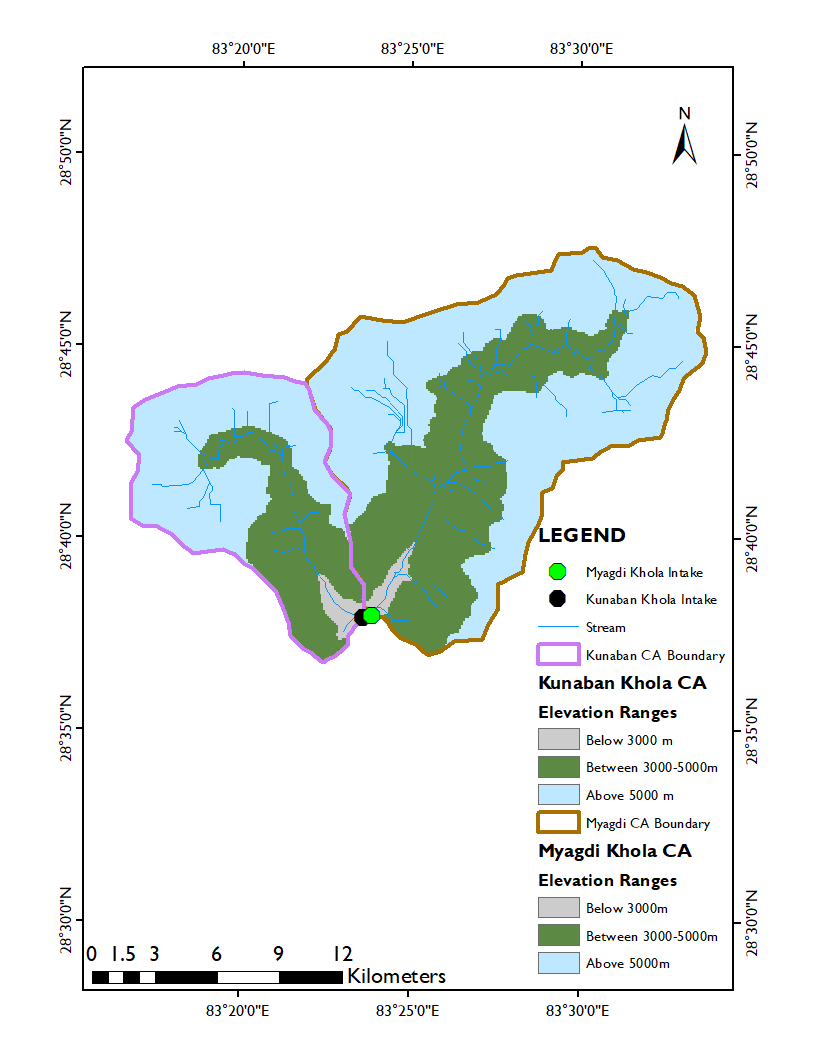 83°20'0"E 83°25'0"E 83°30'0"E
N
28°50'0"N 28°50'0"N
28°45'0"N 28°45'0"N
28°40'0"N 28°40'0"N
LEGEND
Myagdi Khola Intake
Kunaban Khola Intake
Stream
Kunaban CA Boundary
Kunaban Khola CA
Elevation Ranges
28°35'0"N 28°35'0"N
Below 3000 m
Between 3000-5000m
Above 5000 m
Myagdi CA Boundary
Myagdi Khola CA
Elevation Ranges
Below 3000m
28°30'0"N 28°30'0"N
Between 3000-5000m
Above 5000m
0 1.5 3 6 9 12
Kilometers
83°20'0"E 83°25'0"E 83°30'0"E